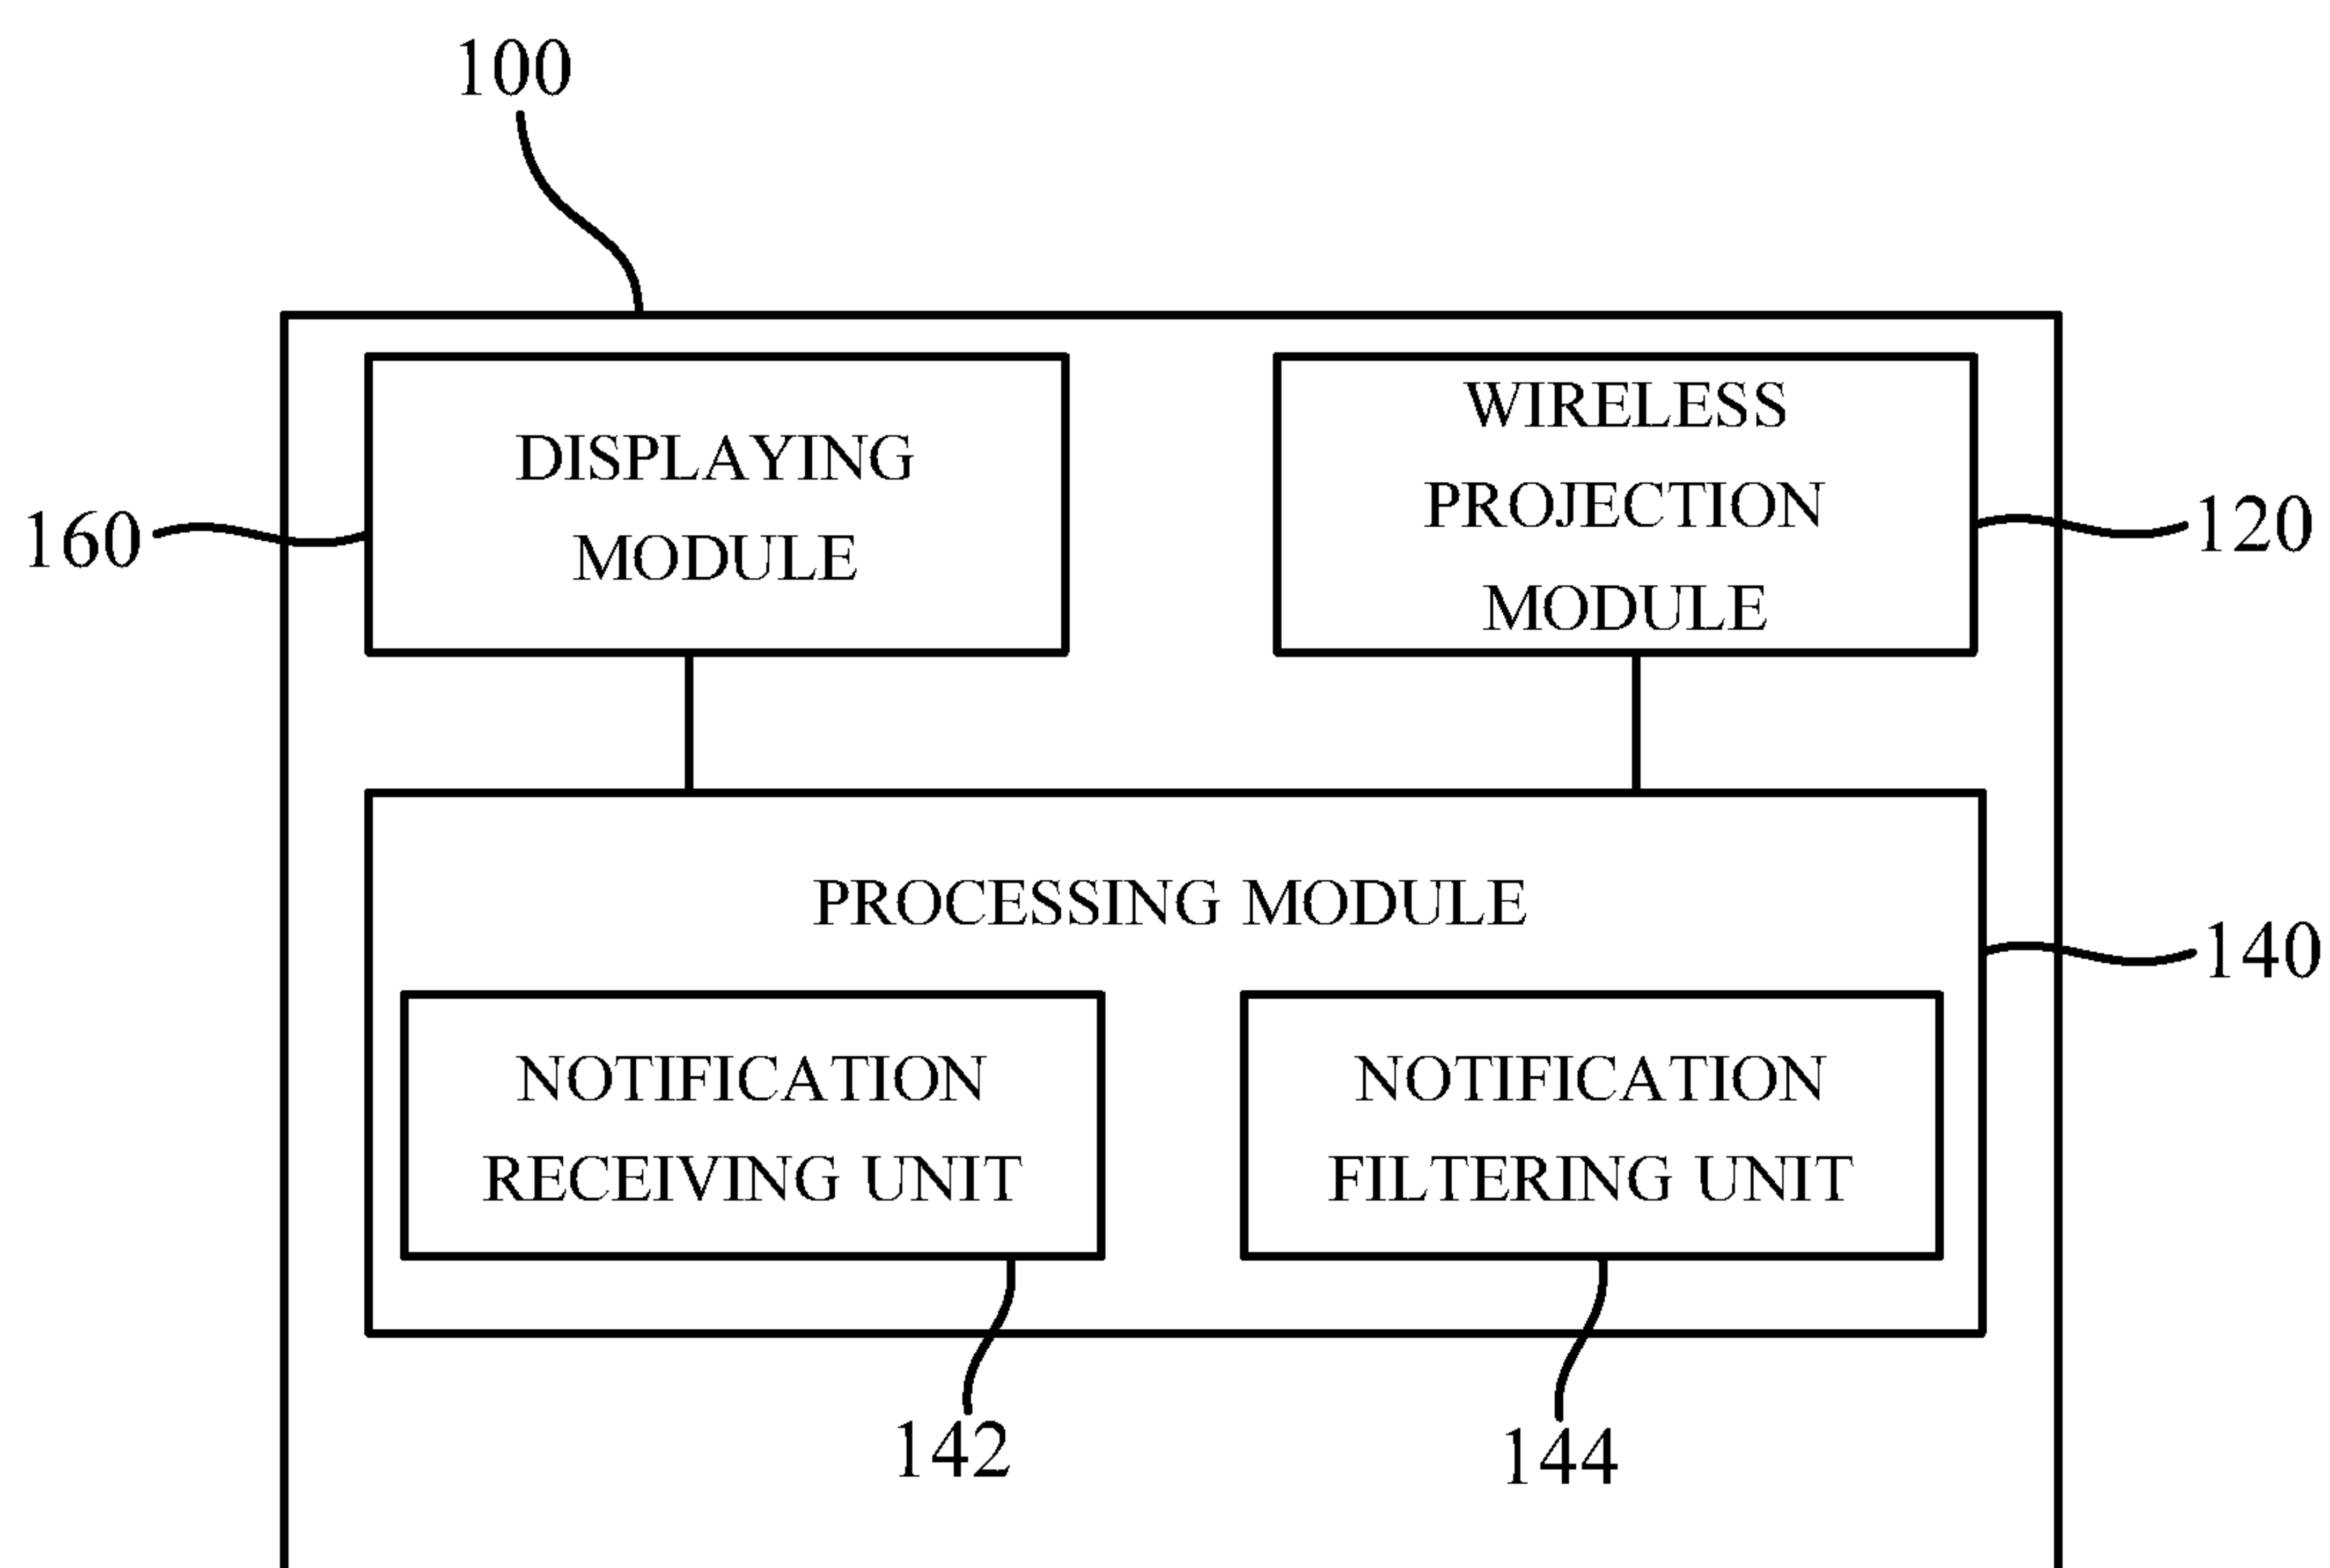 100
DISPLAYING
MODULE
WIRELESS
PROJECTION
MODULE
160
120
PROCESSING MODULE
140
NOTIFICATION
RECEIVING UNIT
NOTIFICATION
FILTERING UNIT
142
144